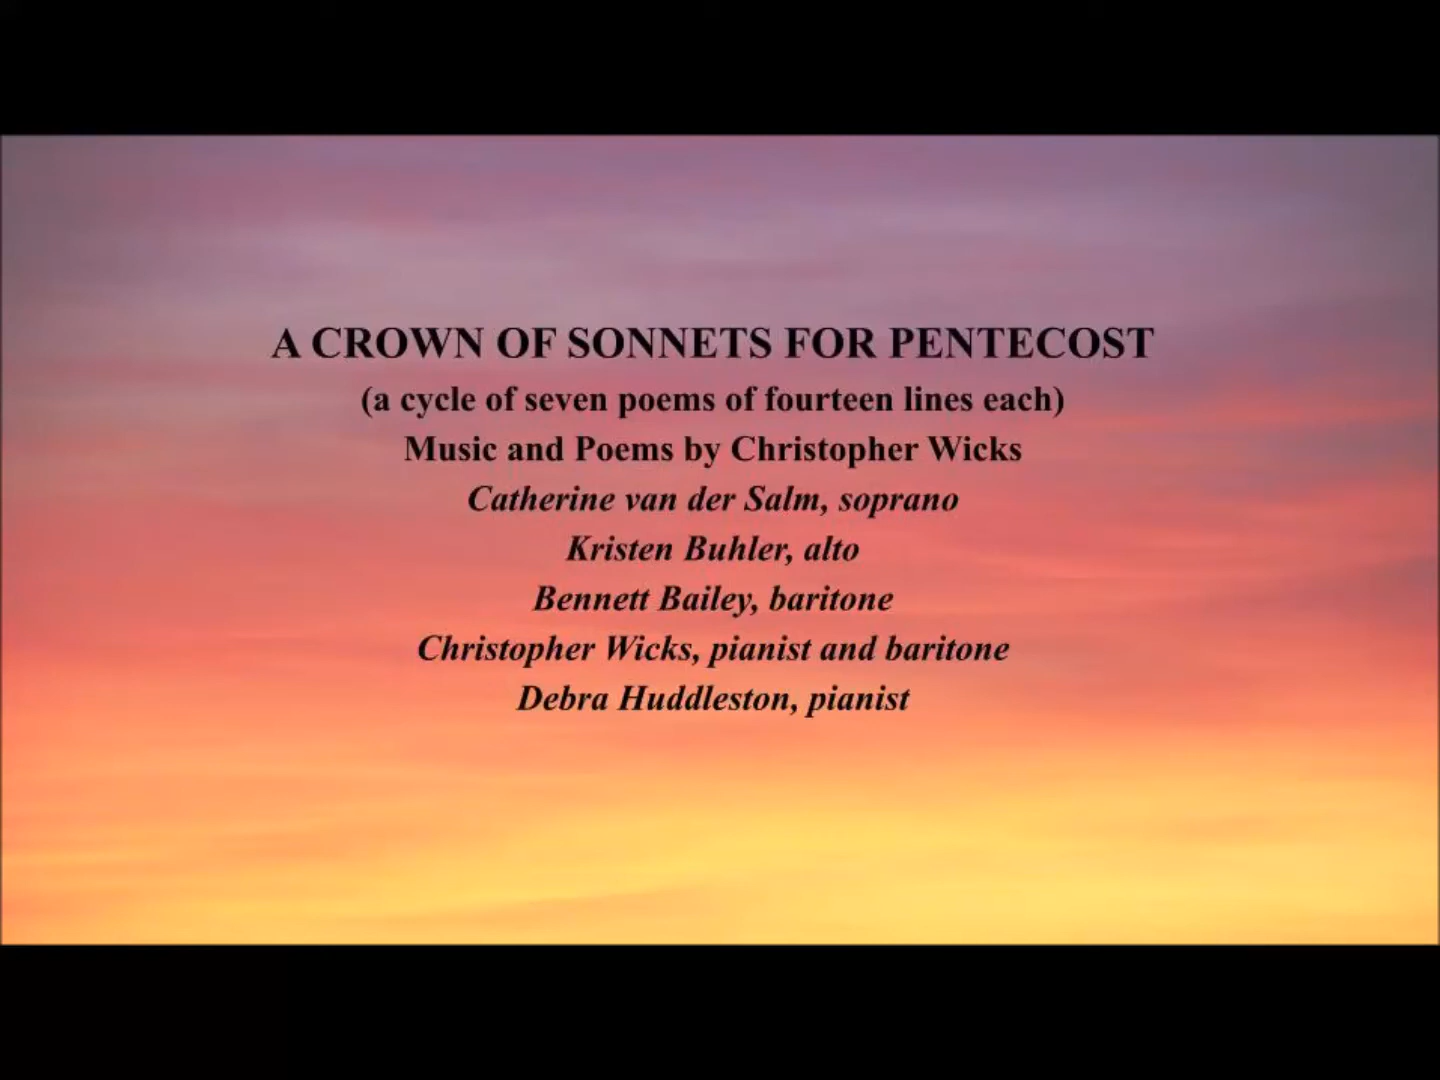 A CROWN OF SONNETS FOR PENTECOST
(a cycle of seven poems of fourteen lines each)
Music and Poems by Christopher Wicks
Catherine van der Salm, soprano
Kristen Buhler, alto
Bennett Bailey, baritone
Christopher Wicks, pianist and baritone
Debra Huddleston, pianist